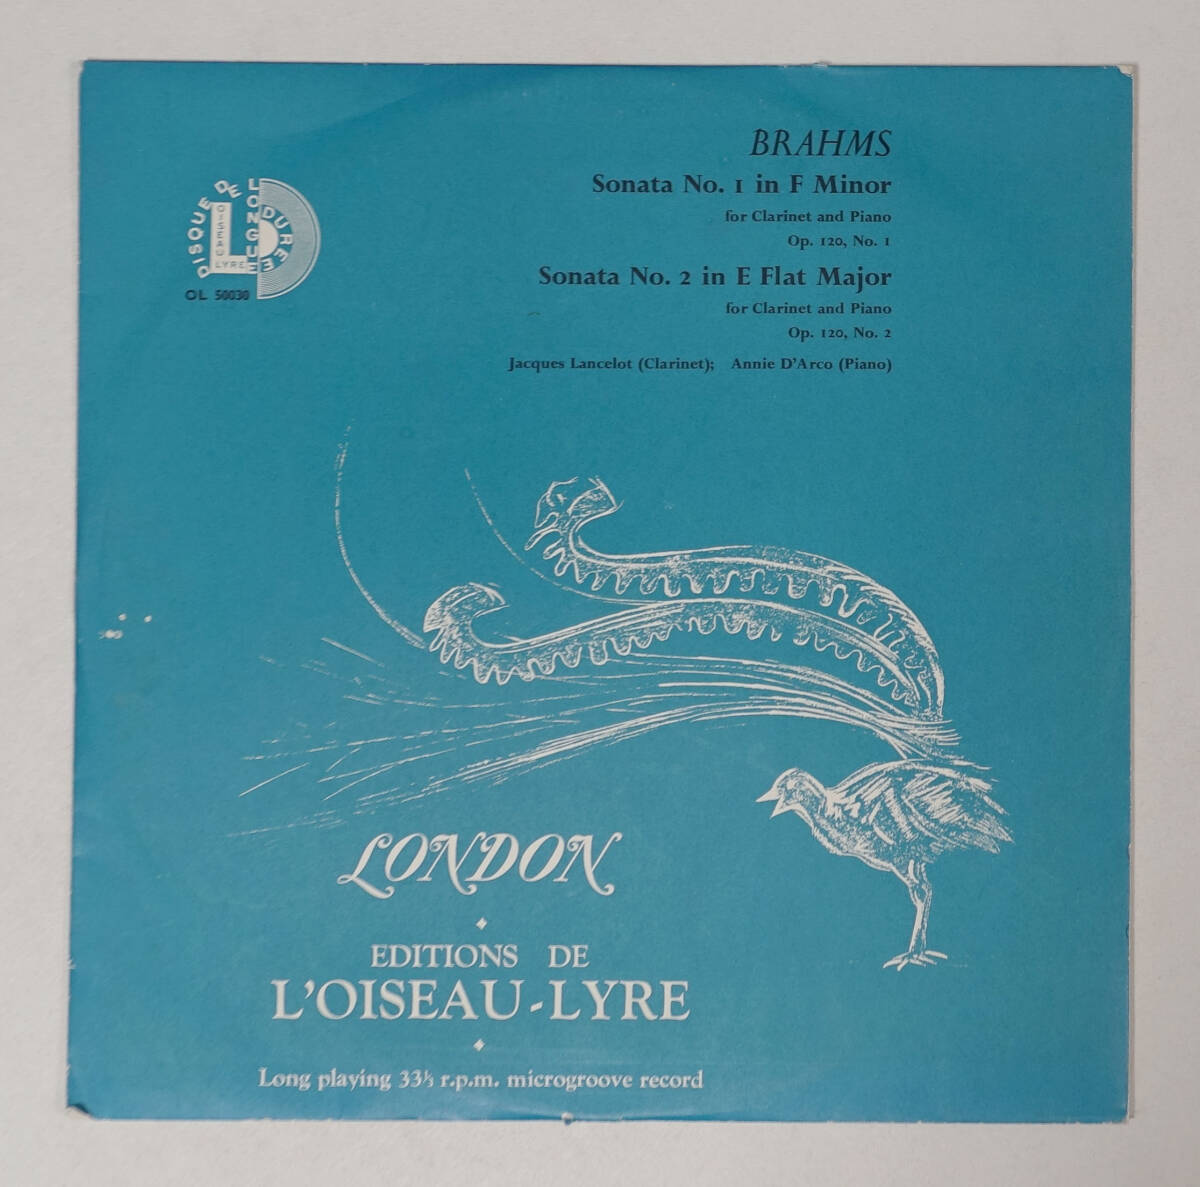 BRAHMS
Sonata No. 1 in F Minor
for Clarinet and Piano
Op. 120, No. 1
Sonata No. 2 in E Flat Major
for Clarinet and Piano
Op. 120, No. 2
Jacques Lancelot (Clarinet); Annie D'Arco (Piano)
DISQUE DE LONGUE DURÉE
OISEAU LYRE
OL 50030
LONDON
EDITIONS DE
L'OISEAU-LYRE
Long playing 33⅓ r.p.m. microgroove record